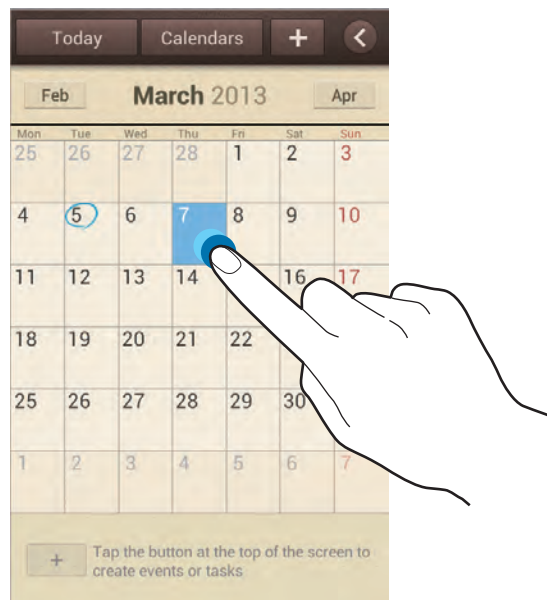 Today Calendars +
Feb March 2013 Apr
Mon Tue Wed Thu Fri Sat Sun
25 26 27 28 1 2 3
4 5 6 7 8 9 10
11 12 13 14 16 17
18 19 20 21 22
25 26 27 28 29 30
1 2 3 4 5 6 7
+ Tap the button at the top of the screen to
create events or tasks